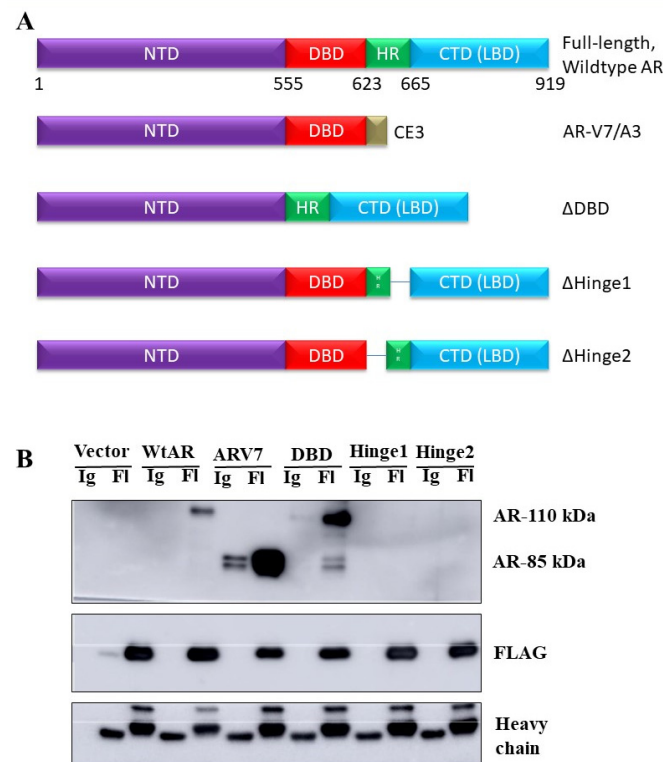 A
NTD DBD HR CTD (LBD) Full-length,
Wildtype AR
1 555 623 665 919
NTD DBD CE3 AR-V7/A3
NTD HR CTD (LBD) ΔDBD
NTD DBD HR CTD (LBD) ΔHinge1
NTD DBD HR CTD (LBD) ΔHinge2
B
Vector WtAR ARV7 DBD Hinge1 Hinge2
Ig Fl Ig Fl Ig Fl Ig Fl Ig Fl Ig Fl
AR-110 kDa
AR-85 kDa
FLAG
Heavy
chain